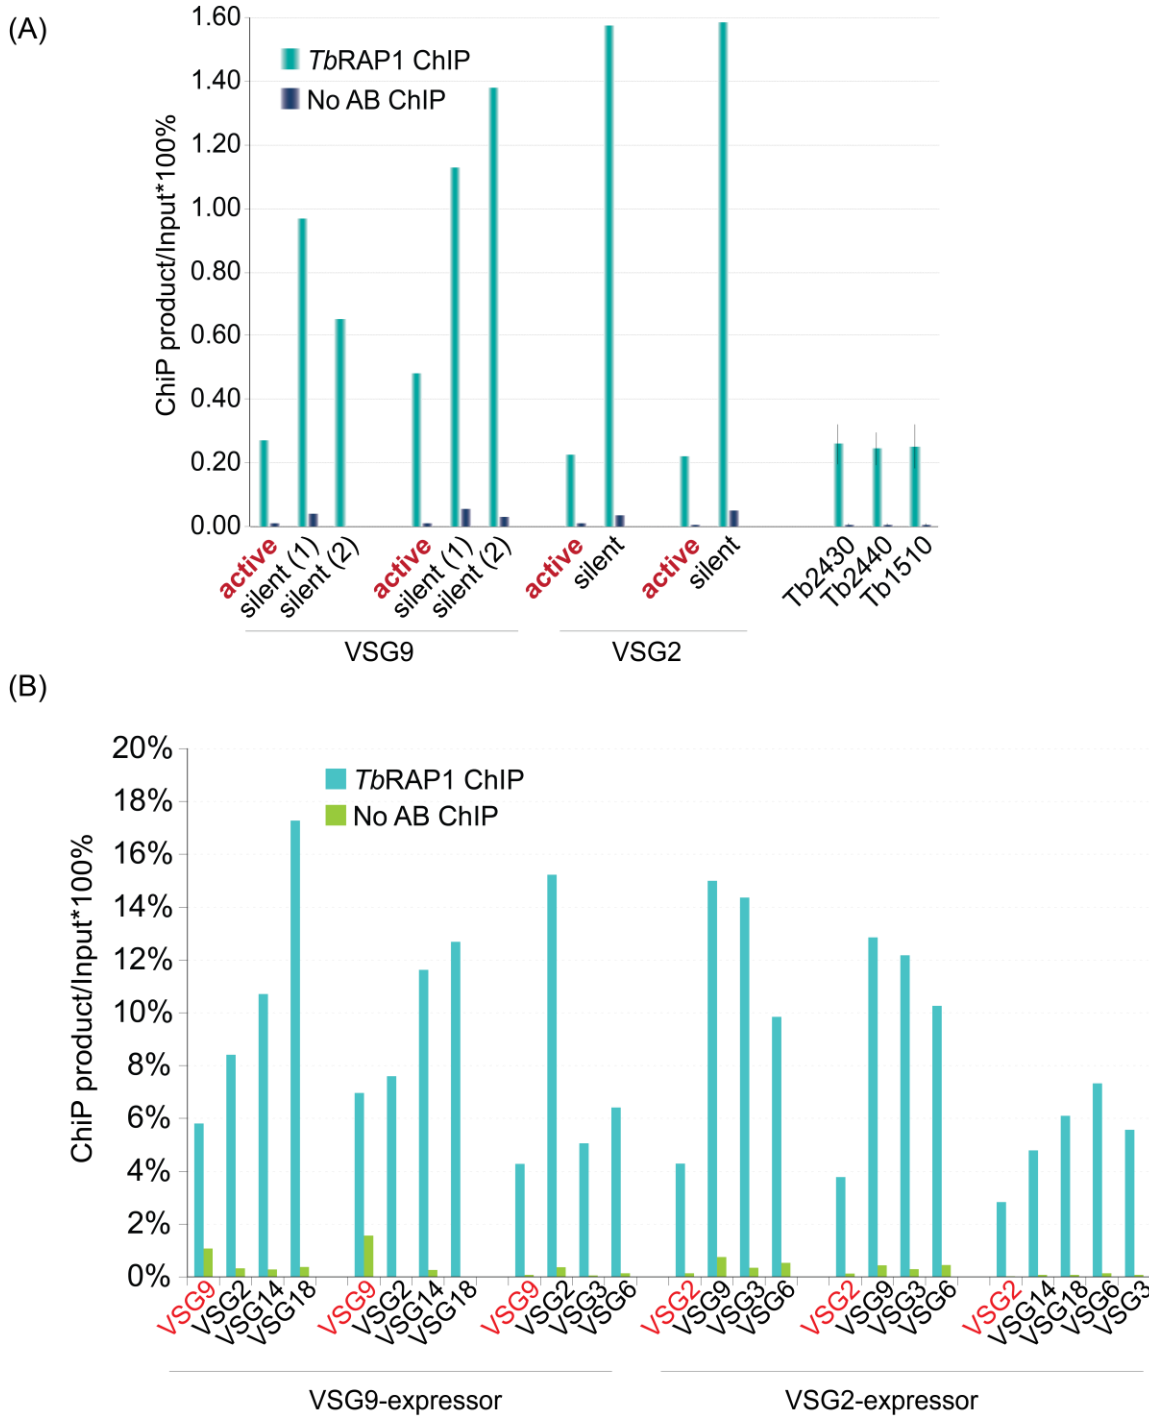 (A)
1.60
1.40
1.20
1.00
0.80
0.60
0.40
0.20
0.00
ChiP product/Input*100%
TbRAP1 ChIP
No AB ChIP
active
silent (1)
silent (2)
active
silent (1)
silent (2)
active
silent
active
silent
Tb2430
Tb2440
Tb1510
VSG9
VSG2
(B)
20%
18%
16%
14%
12%
10%
8%
6%
4%
2%
0%
ChiP product/Input*100%
TbRAP1 ChIP
No AB ChIP
VSG9
VSG2
VSG14
VSG18
VSG9
VSG2
VSG14
VSG18
VSG9
VSG2
VSG3
VSG6
VSG2
VSG9
VSG3
VSG6
VSG2
VSG9
VSG3
VSG6
VSG2
VSG14
VSG18
VSG6
VSG3
VSG9-expressor
VSG2-expressor